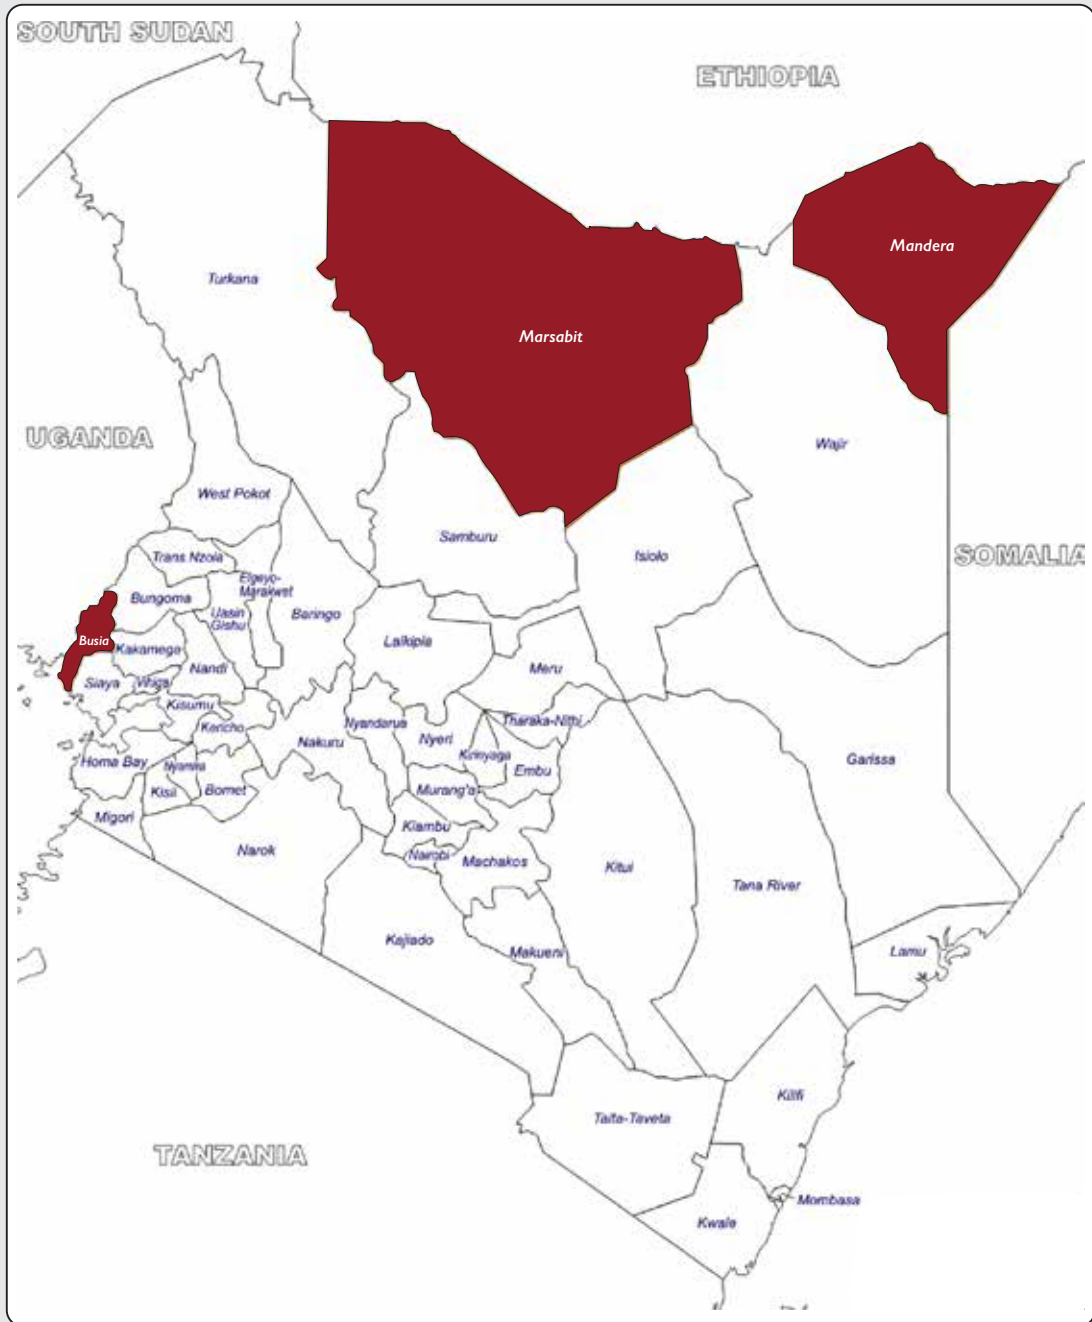 SOUTH SUDAN
ETHIOPIA
Mandera
Turkana
Marsabit
UGANDA
Wajir
West Pokot
Samburu
Isiolo
SOMALIA
Trans Nzoia
Elgeyo-
Marakwet
Bungoma
Uasin
Gishu
Baringo
Busia
Kakamega
Laikipia
Nandi
Meru
Siaya
Vihiga
Kisumu
Kericho
Nyandarua
Tharaka-Nithi
Nyeri
Nakuru
Kirinyaga
Homa Bay
Nyamira
Embu
Garissa
Kisii
Bomet
Murang'a
Migori
Kiambu
Narok
Nairobi
Machakos
Kitui
Tana River
Kajiado
Makueni
Lamu
Kilifi
Taita-Taveta
TANZANIA
Mombasa
Kwale